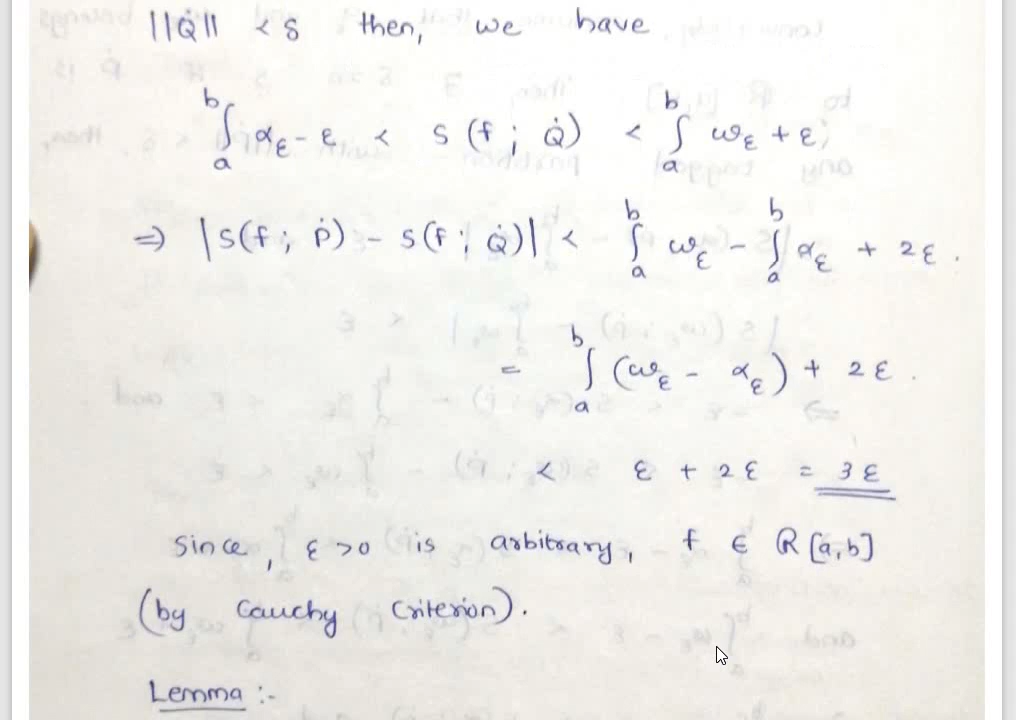 ||Q̇|| < δ then, we have
∫ₐᵇ α_ε - ε < S(f; Q̇) < ∫ₐᵇ ω_ε + ε;
⇒ |S(f; Ṗ) - S(f; Q̇)| < ∫ₐᵇ ω_ε - ∫ₐᵇ α_ε + 2ε.
= ∫ₐᵇ (ω_ε - α_ε) + 2ε.
< ε + 2ε = 3ε
Since, ε > 0 is arbitrary, f ∈ R[a,b]
(by Cauchy Criterion).
Lemma :-